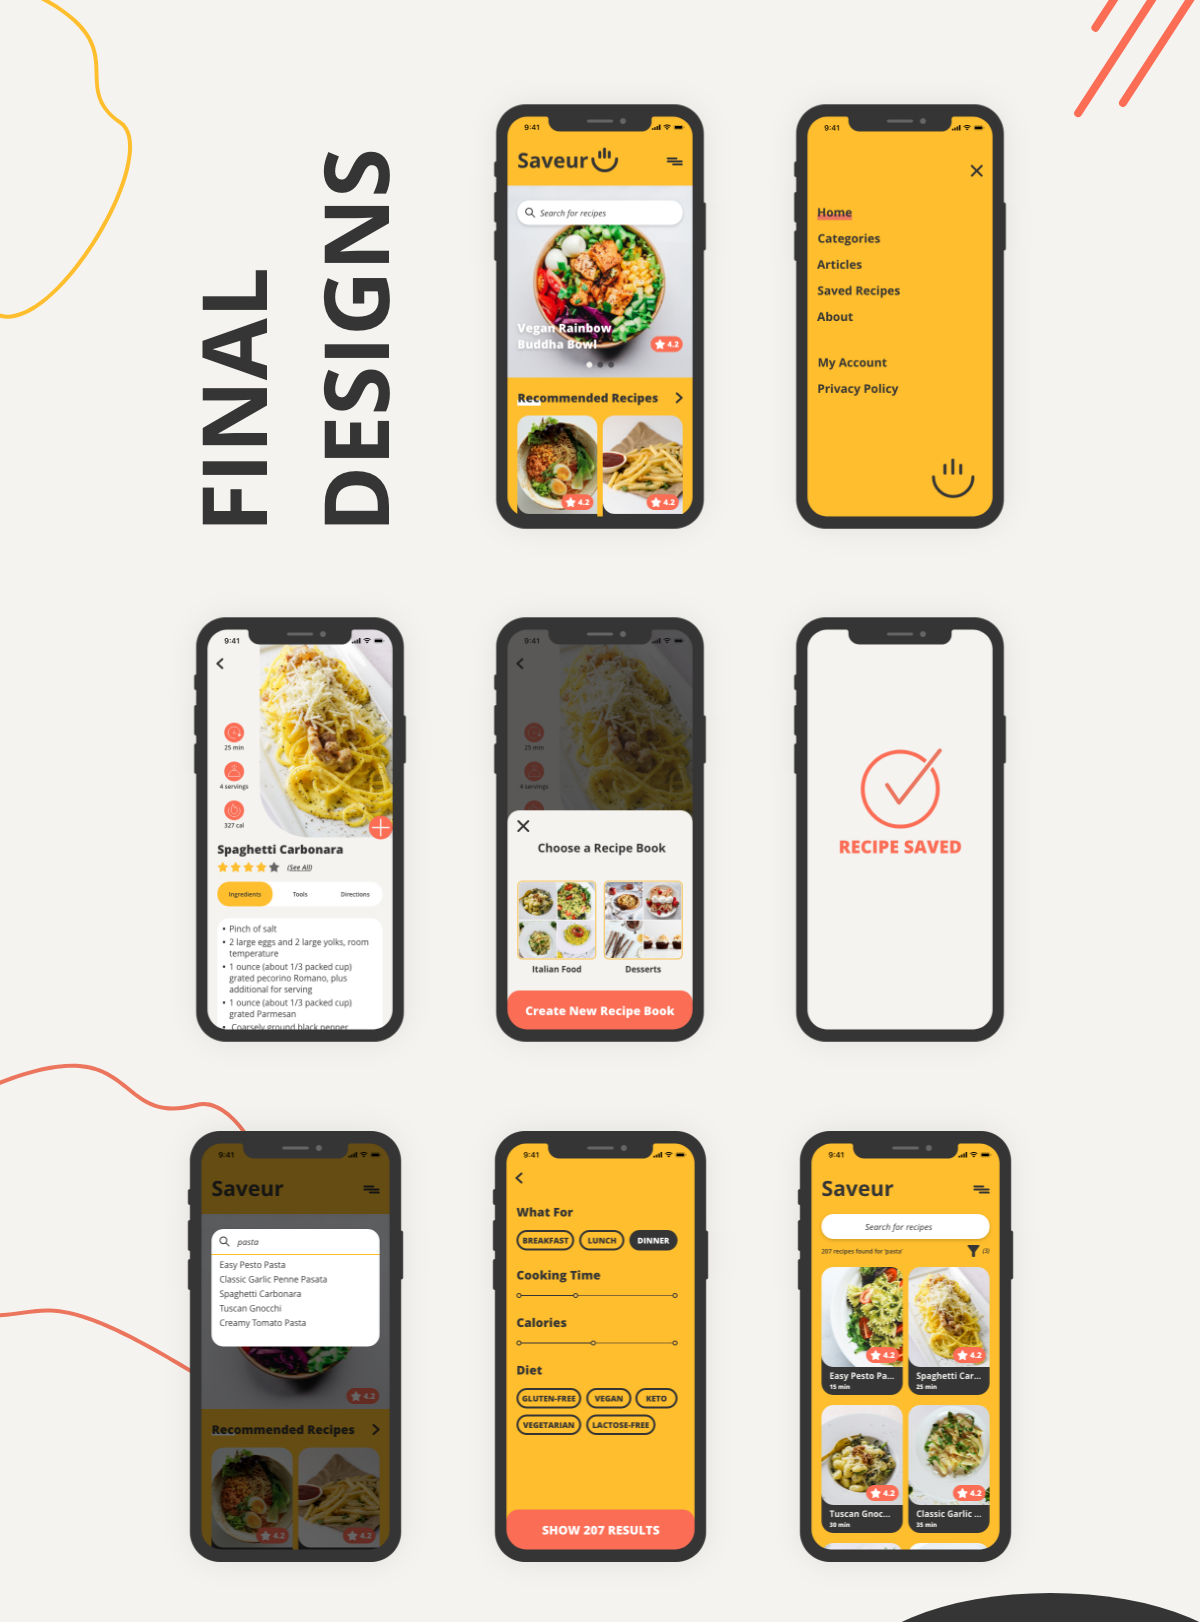 FINAL
DESIGNS
9:41
Saveur
Search for recipes
Vegan Rainbow
Buddha Bowl
4.2
Recommended Recipes
4.2
4.2
9:41
Home
Categories
Articles
Saved Recipes
About
My Account
Privacy Policy
9:41
25 min
4 servings
327 cal
Spaghetti Carbonara
(See All)
Ingredients
Tools
Directions
• Pinch of salt
• 2 large eggs and 2 large yolks, room
temperature
• 1 ounce (about 1/3 packed cup)
grated pecorino Romano, plus
additional for serving
• 1 ounce (about 1/3 packed cup)
grated Parmesan
• Coarsely ground black pepper
9:41
25 min
4 servings
Choose a Recipe Book
Italian Food
Desserts
Create New Recipe Book
RECIPE SAVED
9:41
Saveur
pasta
Easy Pesto Pasta
Classic Garlic Penne Pasata
Spaghetti Carbonara
Tuscan Gnocchi
Creamy Tomato Pasta
4.2
Recommended Recipes
4.2
4.2
9:41
What For
BREAKFAST
LUNCH
DINNER
Cooking Time
Calories
Diet
GLUTEN-FREE
VEGAN
KETO
VEGETARIAN
LACTOSE-FREE
SHOW 207 RESULTS
9:41
Saveur
Search for recipes
207 recipes found for 'pasta'
(3)
4.2
4.2
Easy Pesto Pa...
15 min
Spaghetti Car...
25 min
4.2
4.2
Tuscan Gnoc...
30 min
Classic Garlic ...
35 min